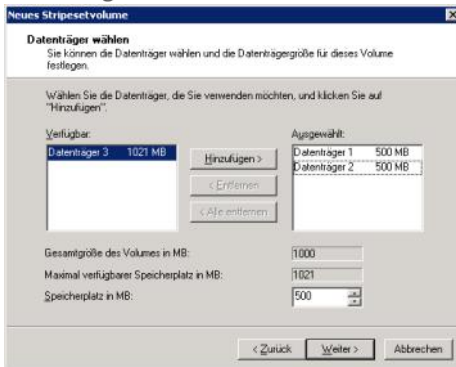 Neues Stripesetvolume
Datenträger wählen
Sie können die Datenträger wählen und die Datenträgergröße für dieses Volume
festlegen.
Wählen Sie die Datenträger, die Sie verwenden möchten, und klicken Sie auf
"Hinzufügen".
Verfügbar:
Ausgewählt:
Datenträger 3 1021 MB
Hinzufügen >
Datenträger 1 500 MB
Datenträger 2 500 MB
< Entfernen
< Alle entfernen
Gesamtgröße des Volumes in MB: 1000
Maximal verfügbarer Speicherplatz in MB: 1021
Speicherplatz in MB: 500
< Zurück Weiter > Abbrechen